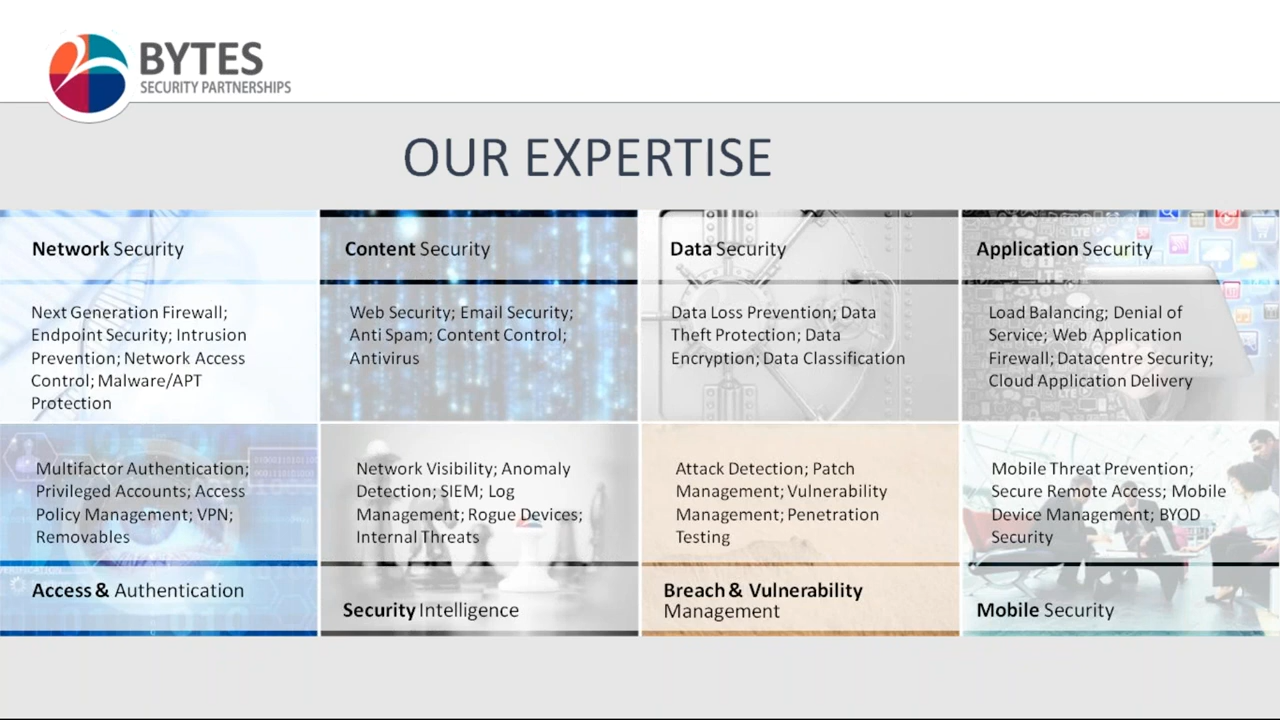 BYTES
SECURITY PARTNERSHIPS
OUR EXPERTISE
Network Security
Next Generation Firewall;
Endpoint Security; Intrusion
Prevention; Network Access
Control; Malware/APT
Protection
Content Security
Web Security; Email Security;
Anti Spam; Content Control;
Antivirus
Data Security
Data Loss Prevention; Data
Theft Protection; Data
Encryption; Data Classification
Application Security
Load Balancing; Denial of
Service; Web Application
Firewall; Datacentre Security;
Cloud Application Delivery
Multifactor Authentication;
Privileged Accounts; Access
Policy Management; VPN;
Removables
Access & Authentication
Network Visibility; Anomaly
Detection; SIEM; Log
Management; Rogue Devices;
Internal Threats
Security Intelligence
Attack Detection; Patch
Management; Vulnerability
Management; Penetration
Testing
Breach & Vulnerability
Management
Mobile Threat Prevention;
Secure Remote Access; Mobile
Device Management; BYOD
Security
Mobile Security